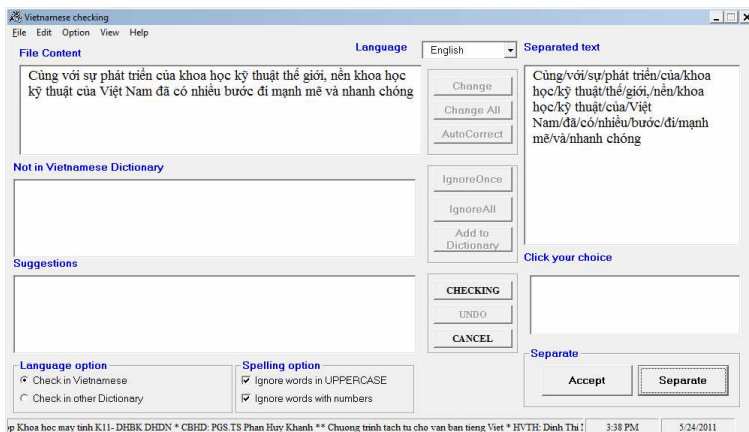 Vietnamese checking
File Edit Option View Help
File Content
Language
English
Separated text
Cùng với sự phát triển của khoa học kỹ thuật thế giới, nền khoa học
kỹ thuật của Việt Nam đã có nhiều bước đi mạnh mẽ và nhanh chóng
Change
Change All
AutoCorrect
Cùng/với/sự/phát triển/của/khoa
học/kỹ thuật/thế/giới,/nền/khoa
học/kỹ thuật/của/Việt
Nam/đã/có/nhiều/bước/đi/mạnh
mẽ/và/nhanh chóng
Not in Vietnamese Dictionary
IgnoreOnce
IgnoreAll
Add to
Dictionary
Suggestions
Click your choice
CHECKING
UNDO
CANCEL
Language option
Check in Vietnamese
Check in other Dictionary
Spelling option
Ignore words in UPPERCASE
Ignore words with numbers
Separate
Accept
Separate
p Khoa hoc may tinh K11- DHBK DHDN * CBHD: PGS.TS Phan Huy Khanh ** Chuong trinh tach tu cho van ban tieng Viet * HVTH: Dinh Thi
3:38 PM
5/24/2011